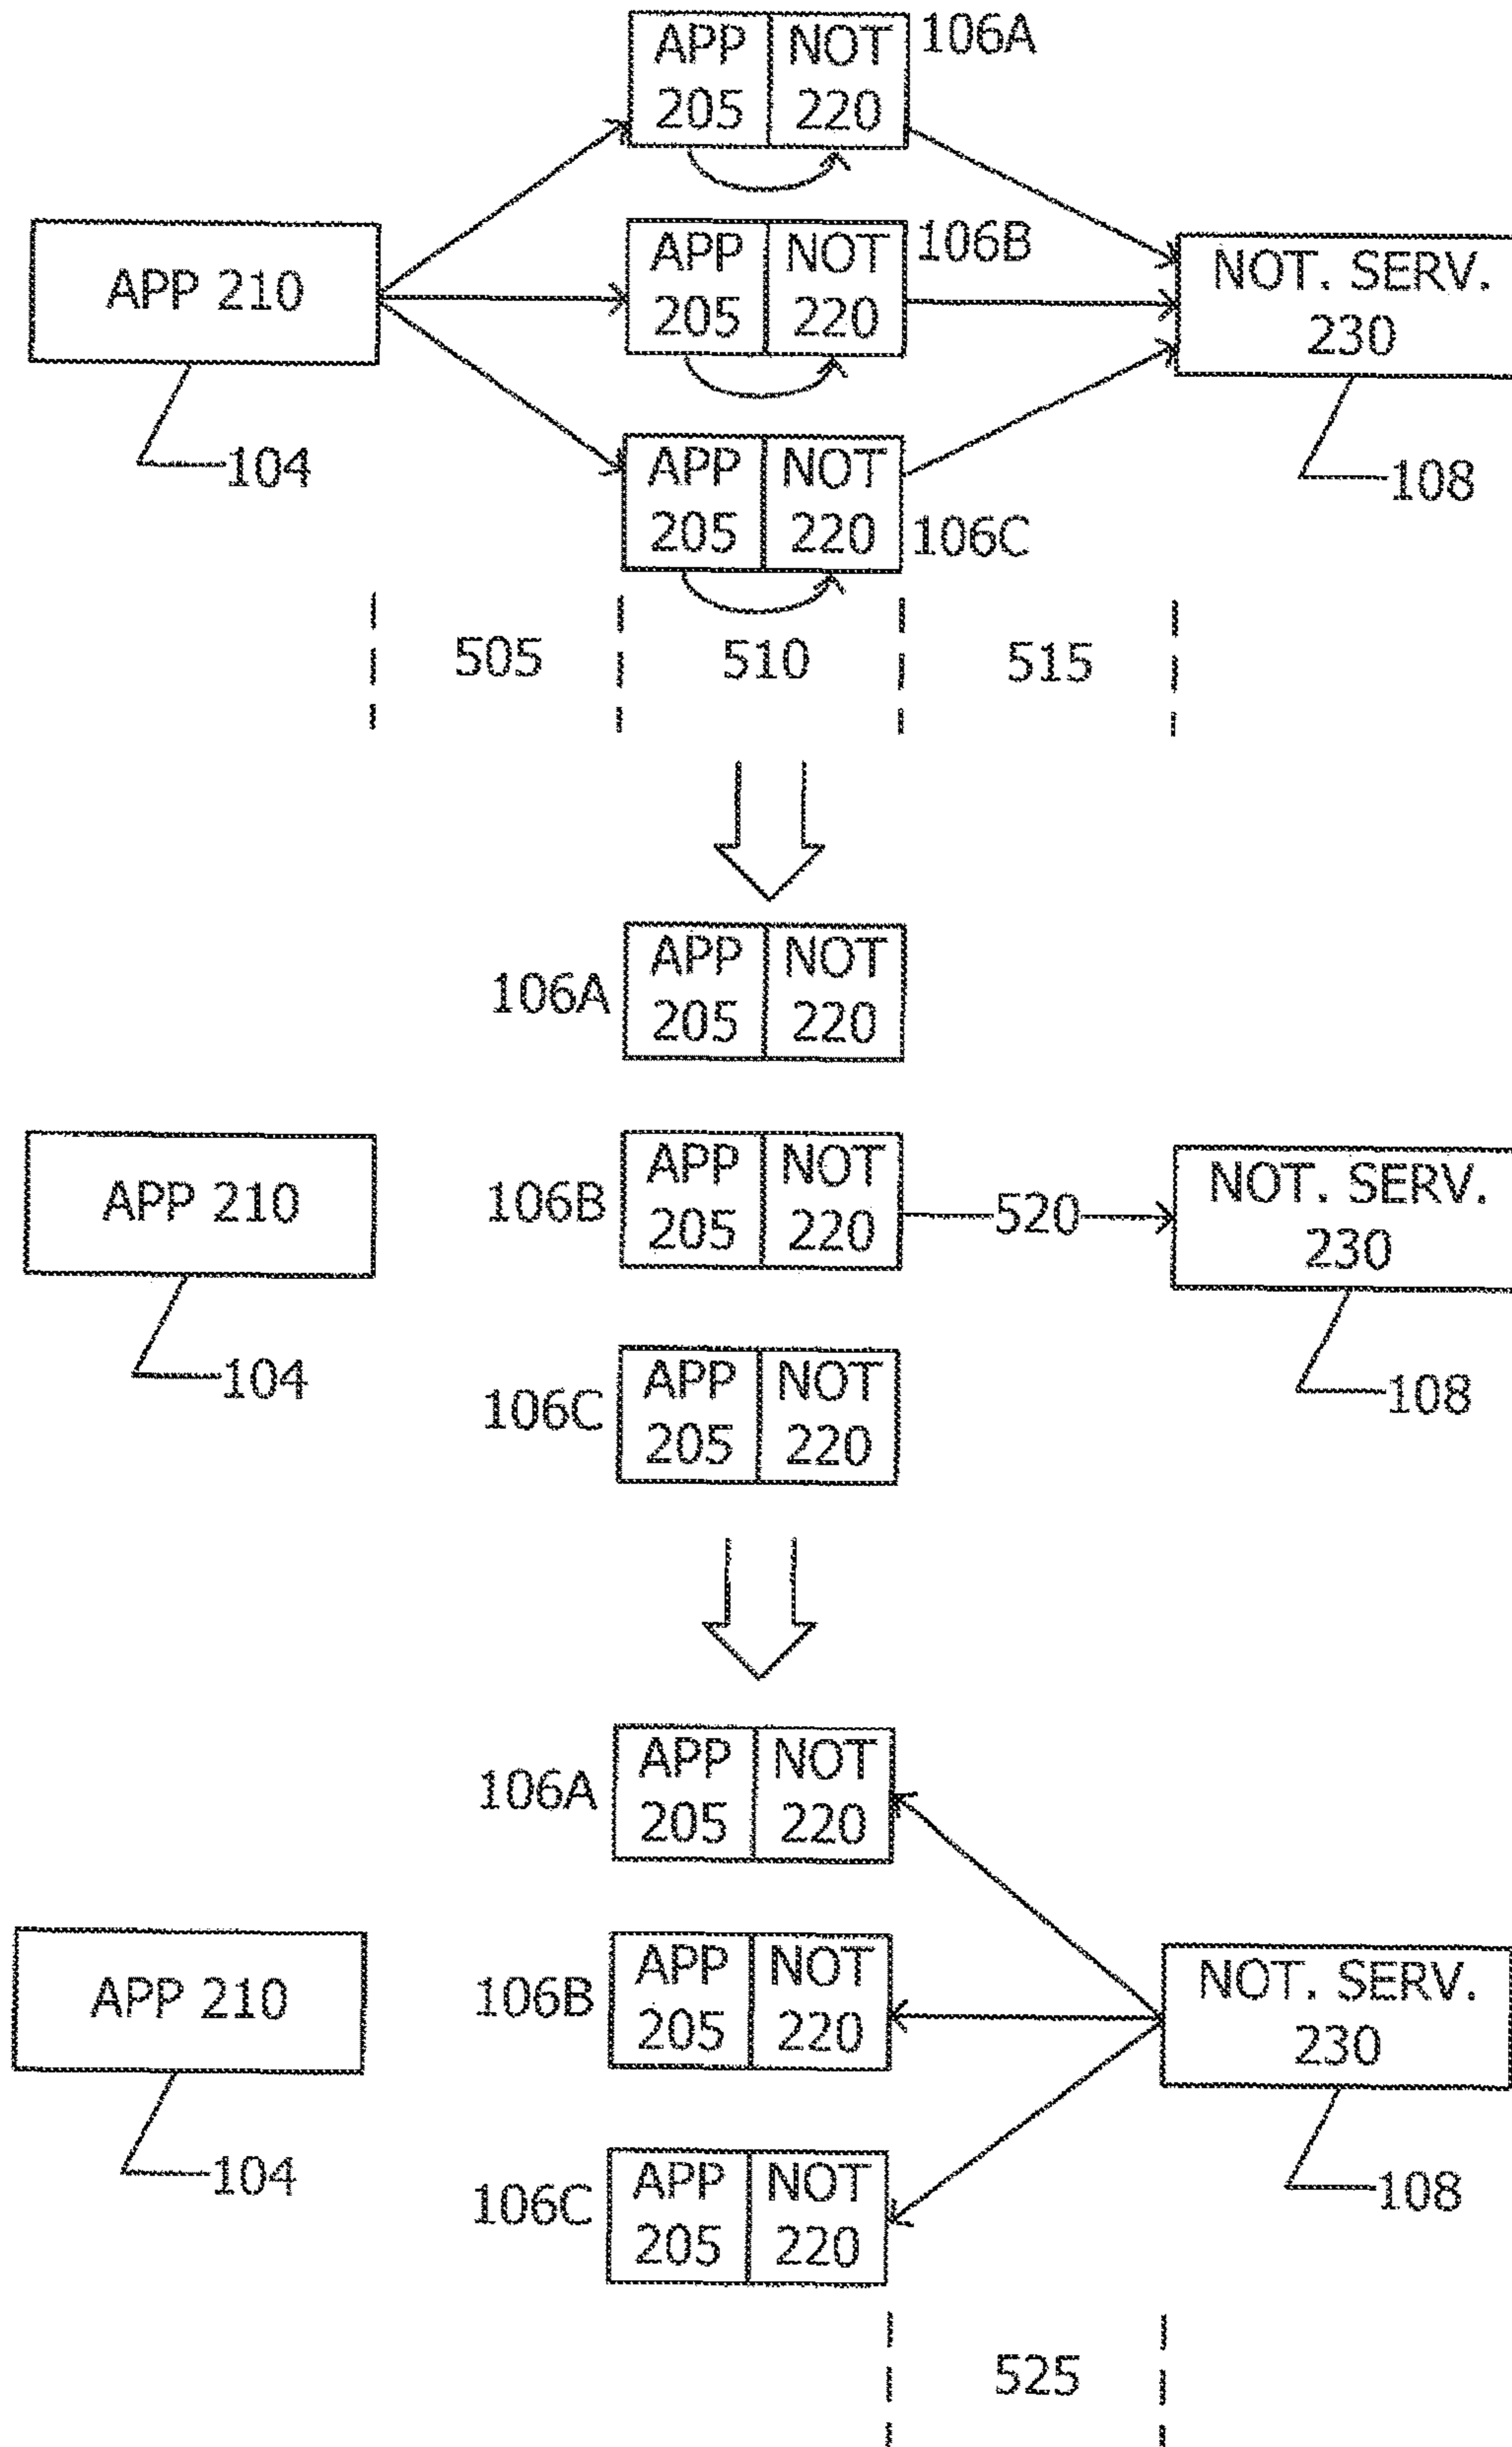 APP NOT 106A
205 220
APP NOT 106B
205 220
APP 210
NOT. SERV.
230
104
108
APP NOT
205 220 106C
505 510 515
APP NOT
106A
205 220
APP NOT
106B
205 220
APP 210
520
NOT. SERV.
230
104
108
APP NOT
106C
205 220
APP NOT
106A
205 220
APP NOT
106B
205 220
APP 210
NOT. SERV.
230
104
108
APP NOT
106C
205 220
525